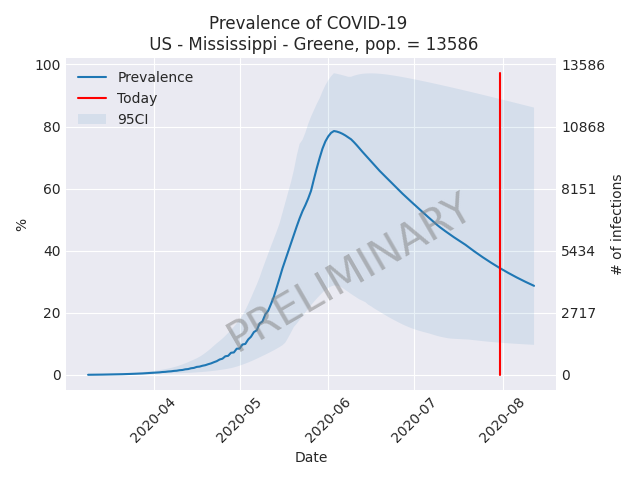 Prevalence of COVID-19
US - Mississippi - Greene, pop. = 13586
Prevalence
Today
95CI
100
80
60
40
20
0
%
13586
10868
8151
5434
2717
0
# of infections
PRELIMINARY
2020-04
2020-05
2020-06
2020-07
2020-08
Date